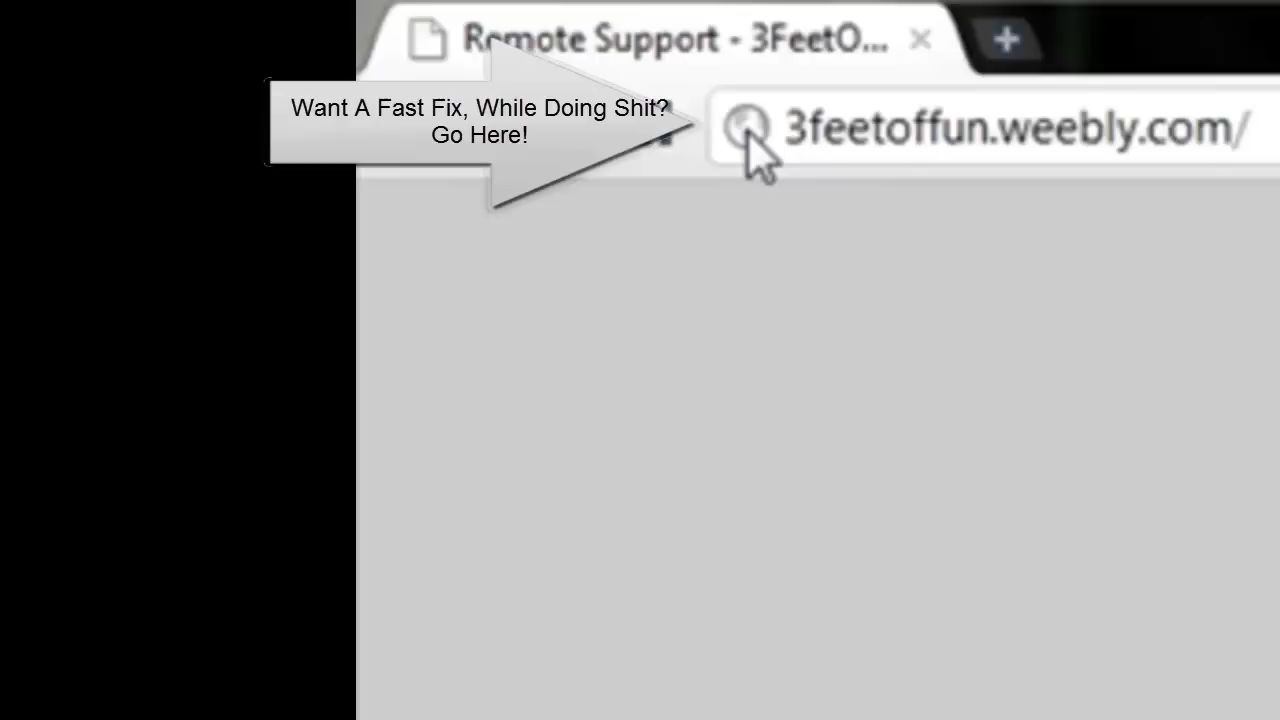 Remote Support - 3FeetO...
Want A Fast Fix, While Doing Shit?
Go Here!
3feetoffun.weebly.com/